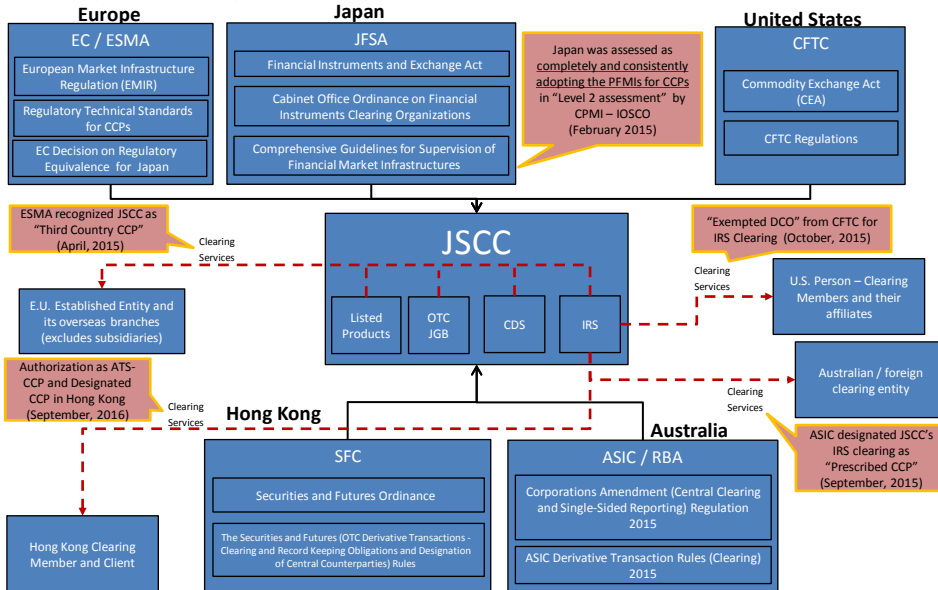 Europe
Japan
United States
EC / ESMA
European Market Infrastructure
Regulation (EMIR)
Regulatory Technical Standards
for CCPs
EC Decision on Regulatory
Equivalence for Japan
JFSA
Financial Instruments and Exchange Act
Cabinet Office Ordinance on Financial
Instruments Clearing Organizations
Comprehensive Guidelines for Supervision of
Financial Market Infrastructures
Japan was assessed as
completely and consistently
adopting the PFMIs for CCPs
in “Level 2 assessment” by
CPMI – IOSCO
(February 2015)
CFTC
Commodity Exchange Act
(CEA)
CFTC Regulations
ESMA recognized JSCC as
“Third Country CCP”
(April, 2015)
Clearing
Services
JSCC
Listed
Products
OTC
JGB
CDS
IRS
“Exempted DCO” from CFTC for
IRS Clearing (October, 2015)
Clearing
Services
E.U. Established Entity and
its overseas branches
(excludes subsidiaries)
U.S. Person – Clearing
Members and their
affiliates
Authorization as ATS-
CCP and Designated
CCP in Hong Kong
(September, 2016)
Clearing
Services
Australian / foreign
clearing entity
Clearing
Services
ASIC designated JSCC’s
IRS clearing as
“Prescribed CCP”
(September, 2015)
Hong Kong
Australia
SFC
Securities and Futures Ordinance
The Securities and Futures (OTC Derivative Transactions -
Clearing and Record Keeping Obligations and Designation
of Central Counterparties) Rules
ASIC / RBA
Corporations Amendment (Central Clearing
and Single-Sided Reporting) Regulation
2015
ASIC Derivative Transaction Rules (Clearing)
2015
Hong Kong Clearing
Member and Client